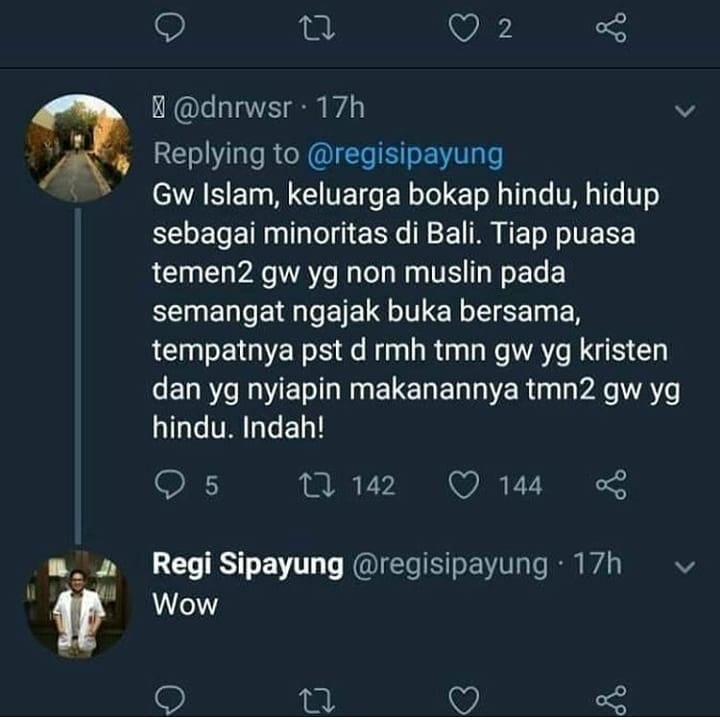 2
@dnrwsr · 17h
Replying to @regisipayung
Gw Islam, keluarga bokap hindu, hidup
sebagai minoritas di Bali. Tiap puasa
temen2 gw yg non muslin pada
semangat ngajak buka bersama,
tempatnya pst d rmh tmn gw yg kristen
dan yg nyiapin makanannya tmn2 gw yg
hindu. Indah!
5 142 144
Regi Sipayung @regisipayung · 17h
Wow